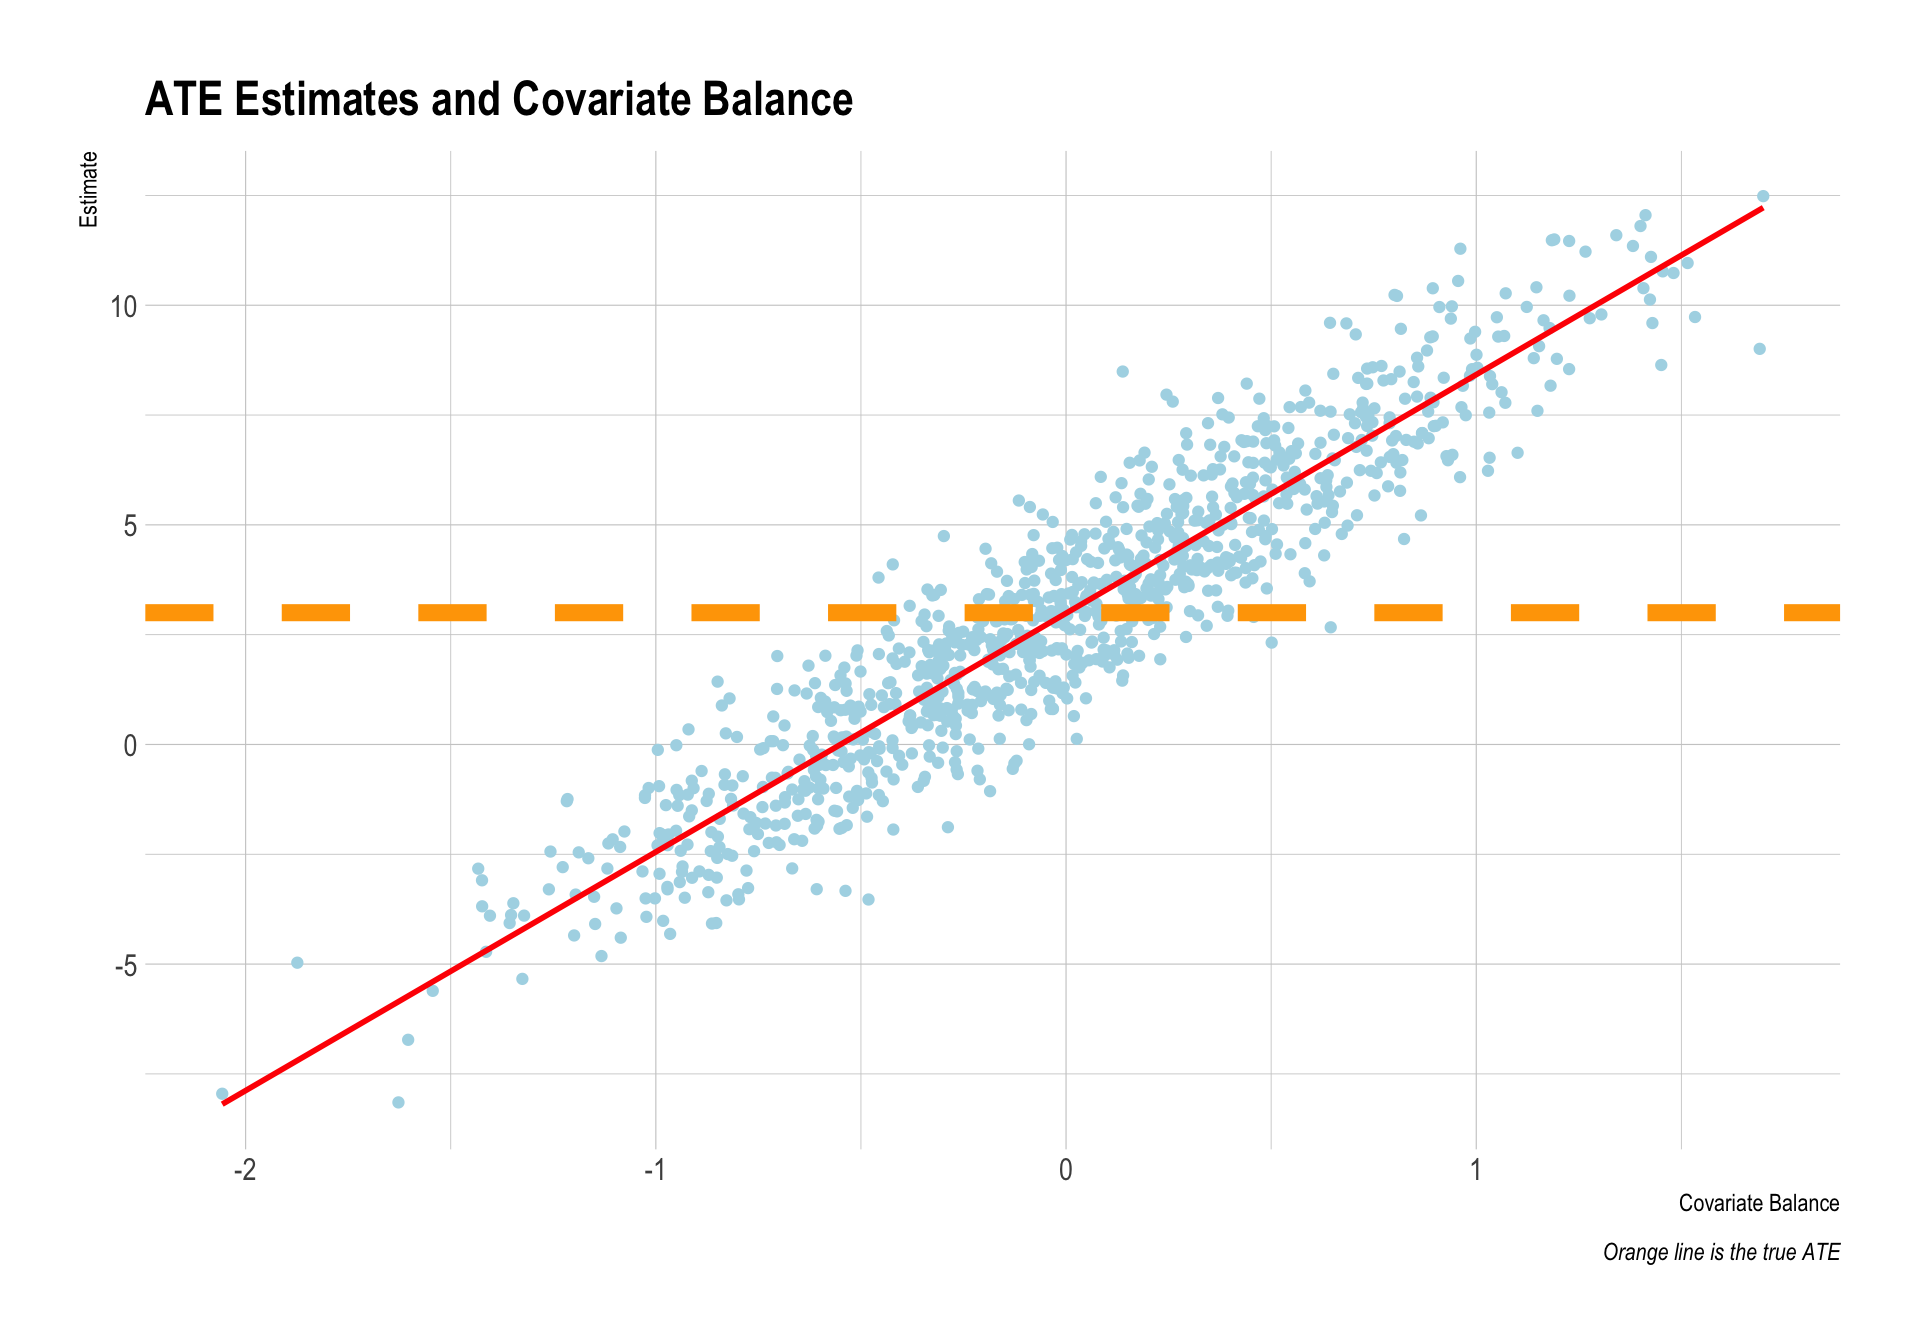 ATE Estimates and Covariate Balance
Estimate
10
5
0
-5
-2
-1
0
1
Covariate Balance
Orange line is the true ATE